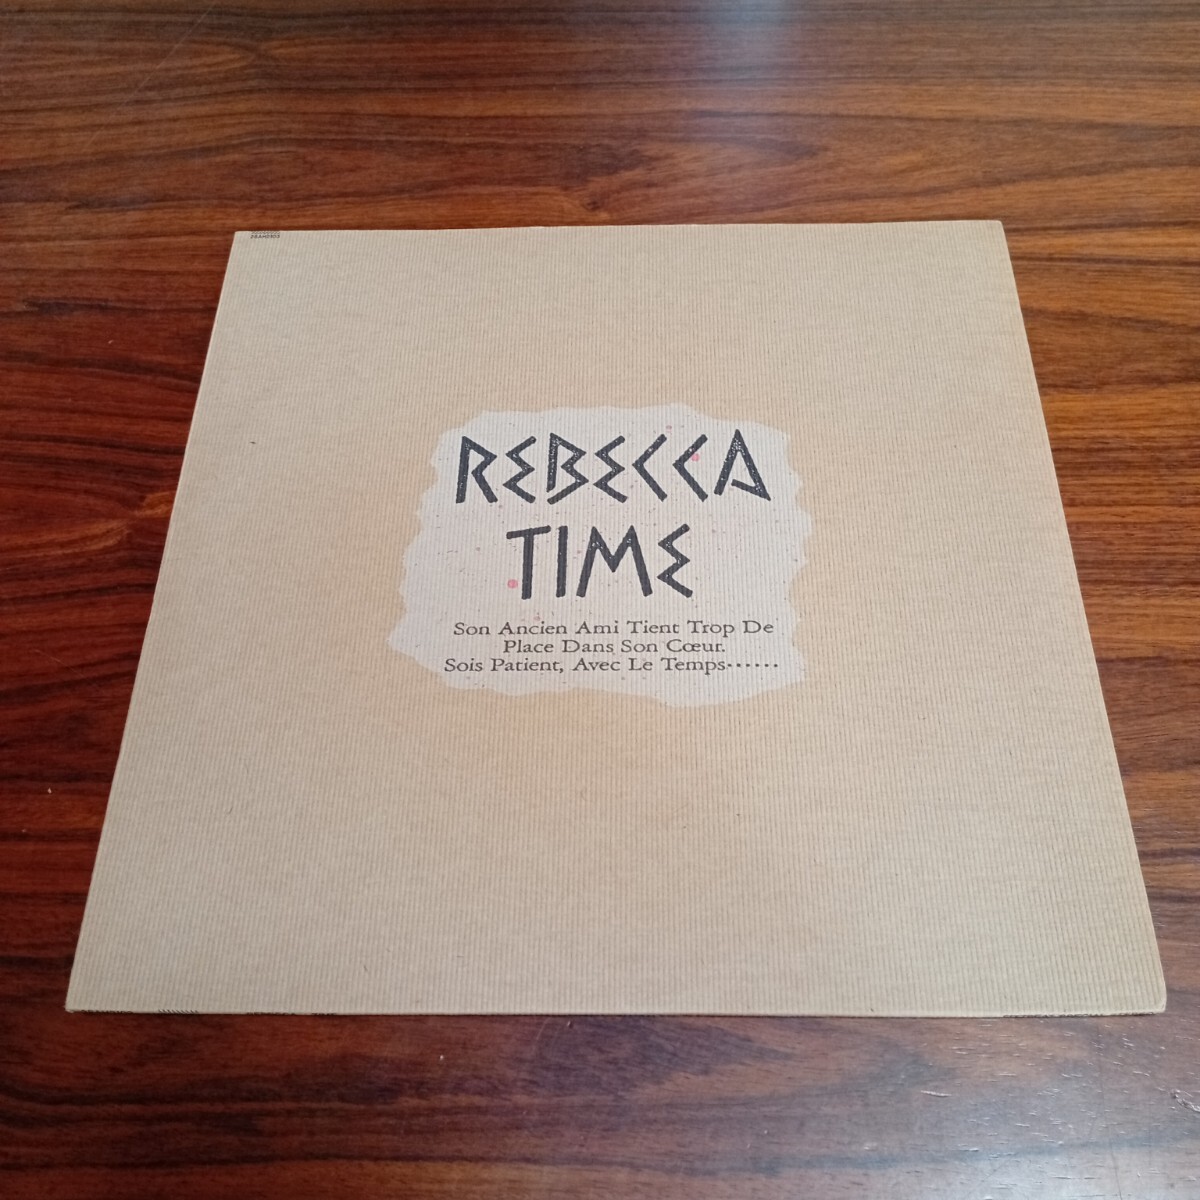 REBECCA
TIME
Son Ancien Ami Tient Trop De
Place Dans Son Cœur.
Sois Patient, Avec Le Temps······